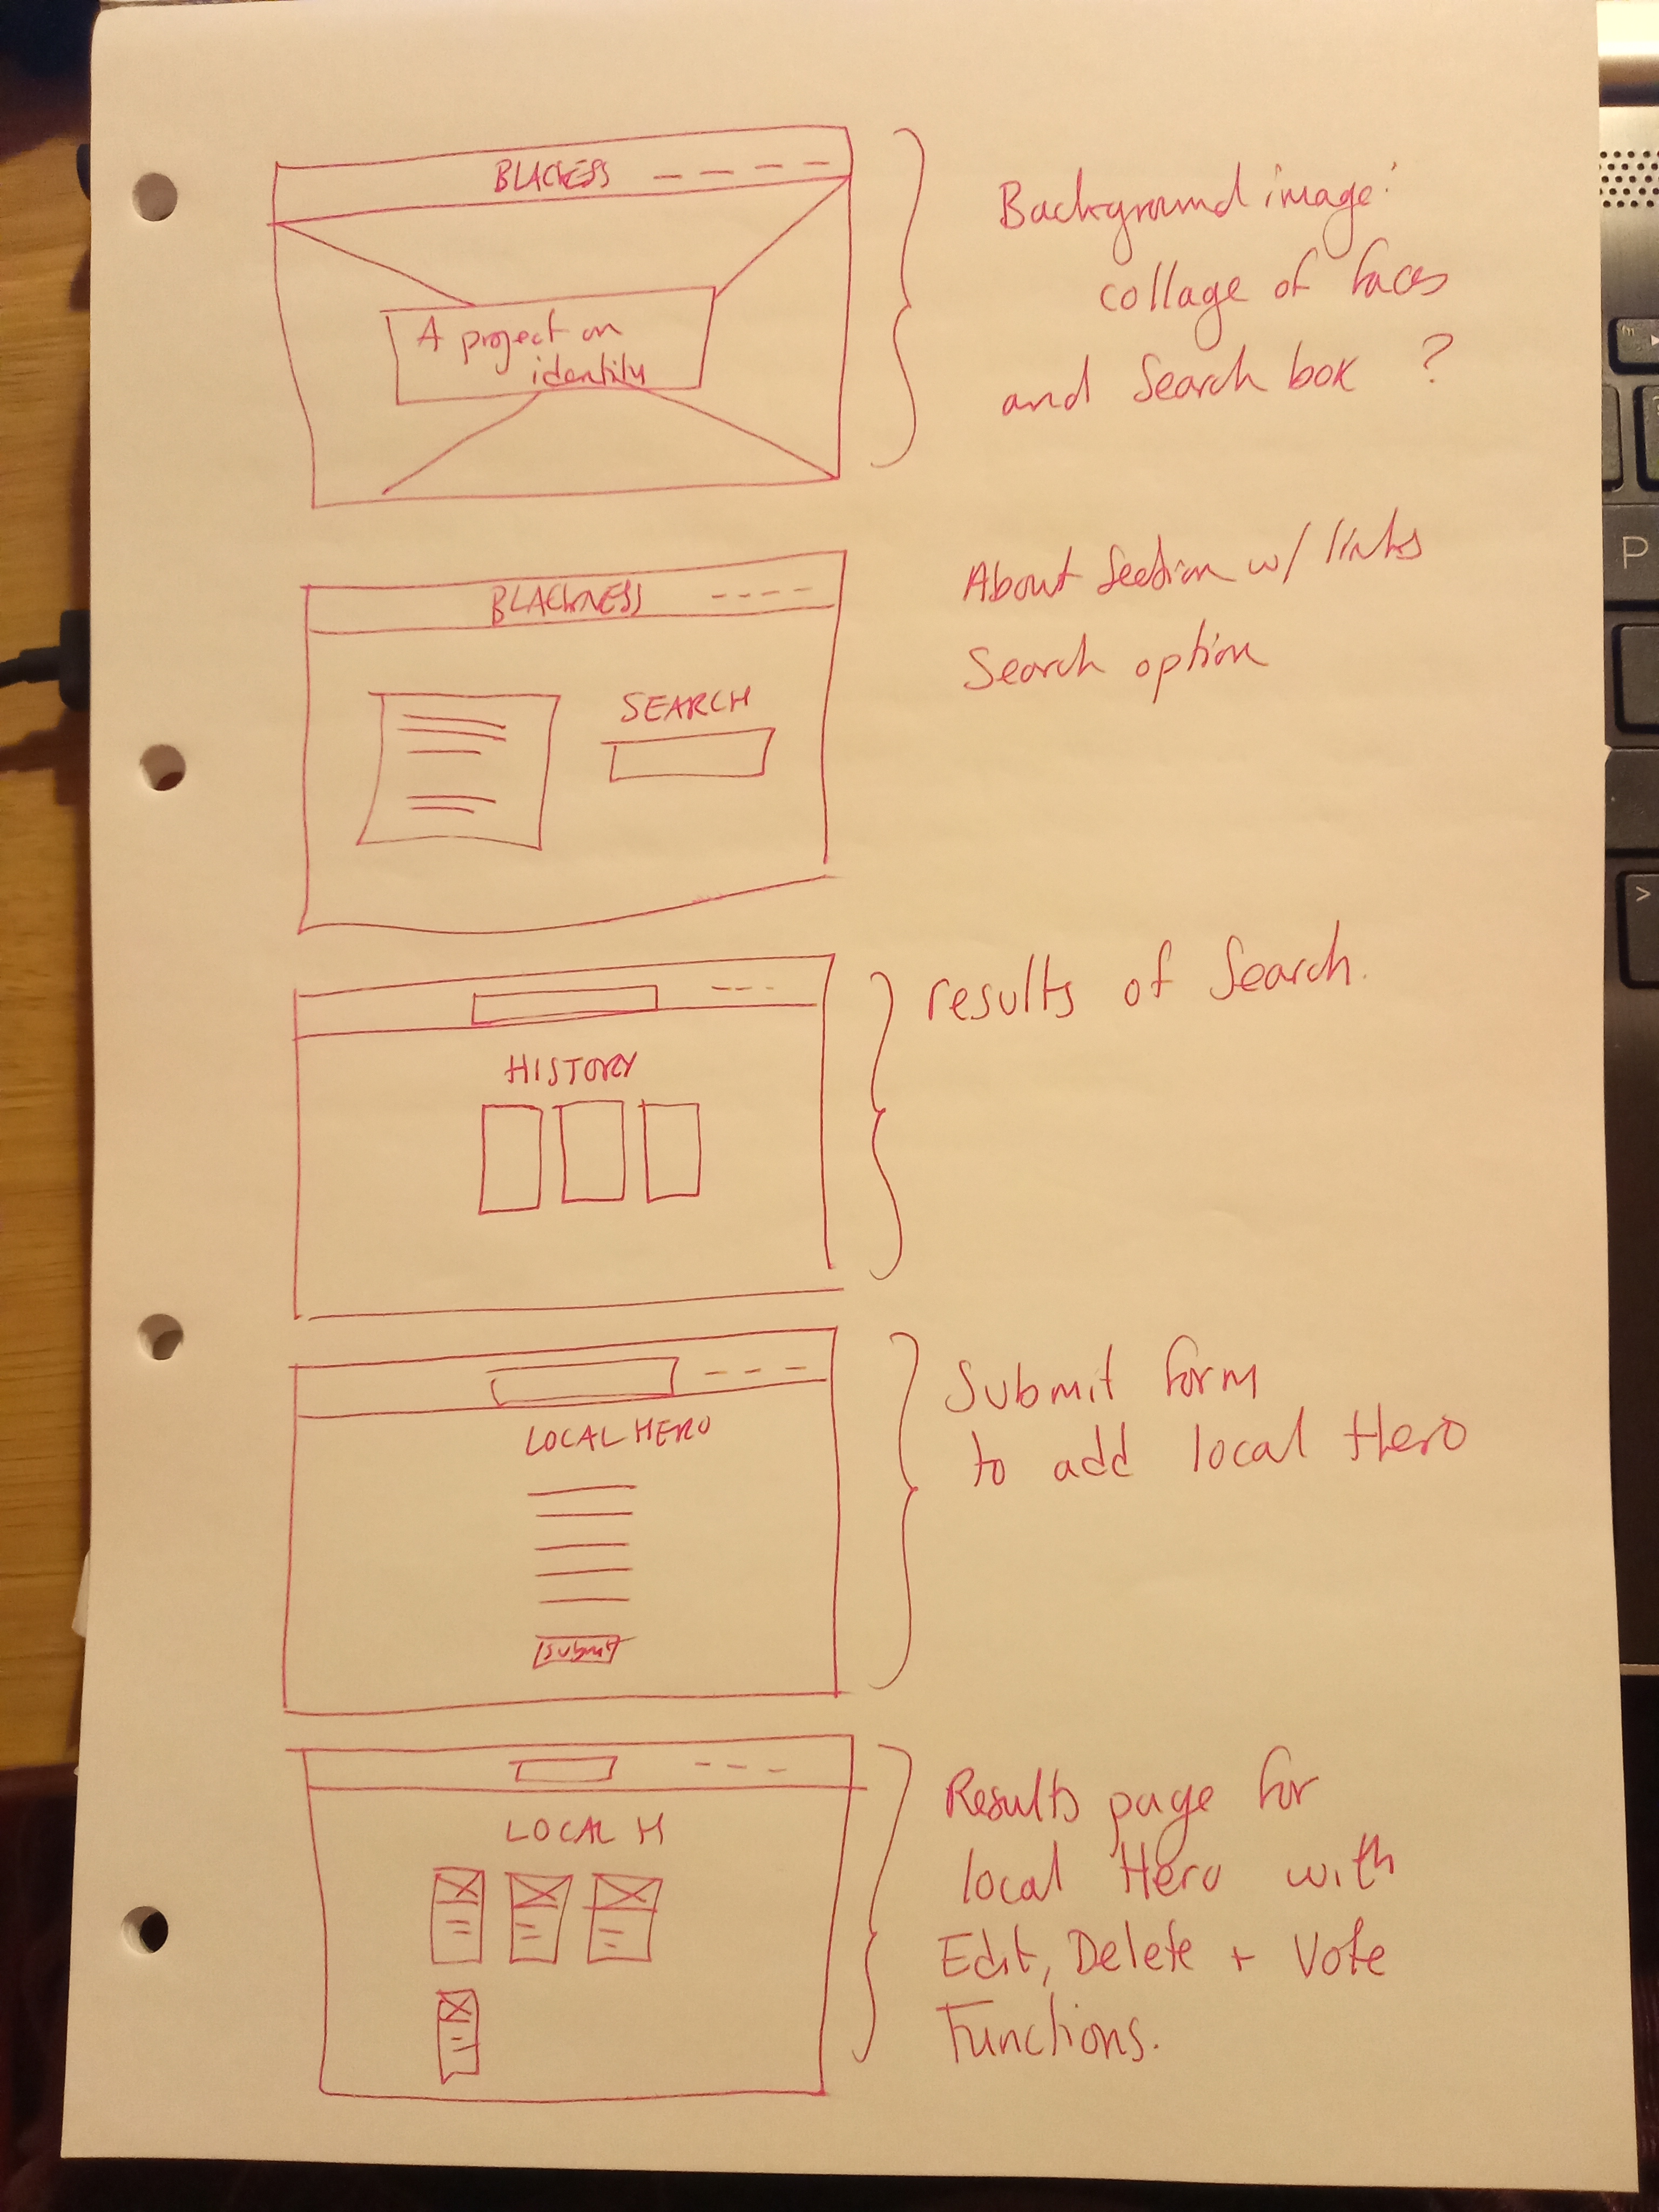 BLACKESS
A project on
identity
Background image:
collage of faces
and Search box ?
BLACKNESS
SEARCH
About Section w/ links
Search option
HISTORY
results of Search.
LOCAL HERO
Submit
Submit form
to add local Hero
LOCAL H
Results page for
local Hero with
Edit, Delete + Vote
Functions.
P
>